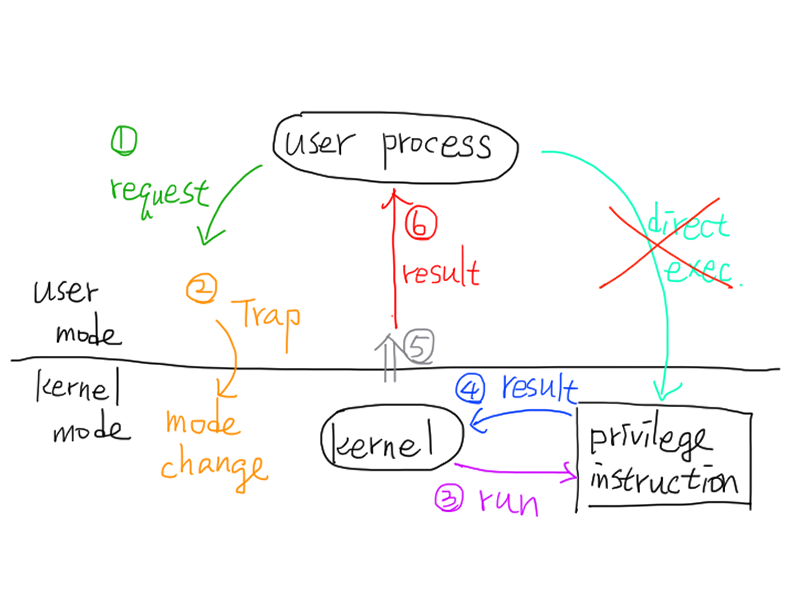 ①
user process
request
direct
⑥
exec.
result
②
user
Trap
mode
⑤
kernel
④ result
mode
mode
change
kernel
privilege
instruction
③ run